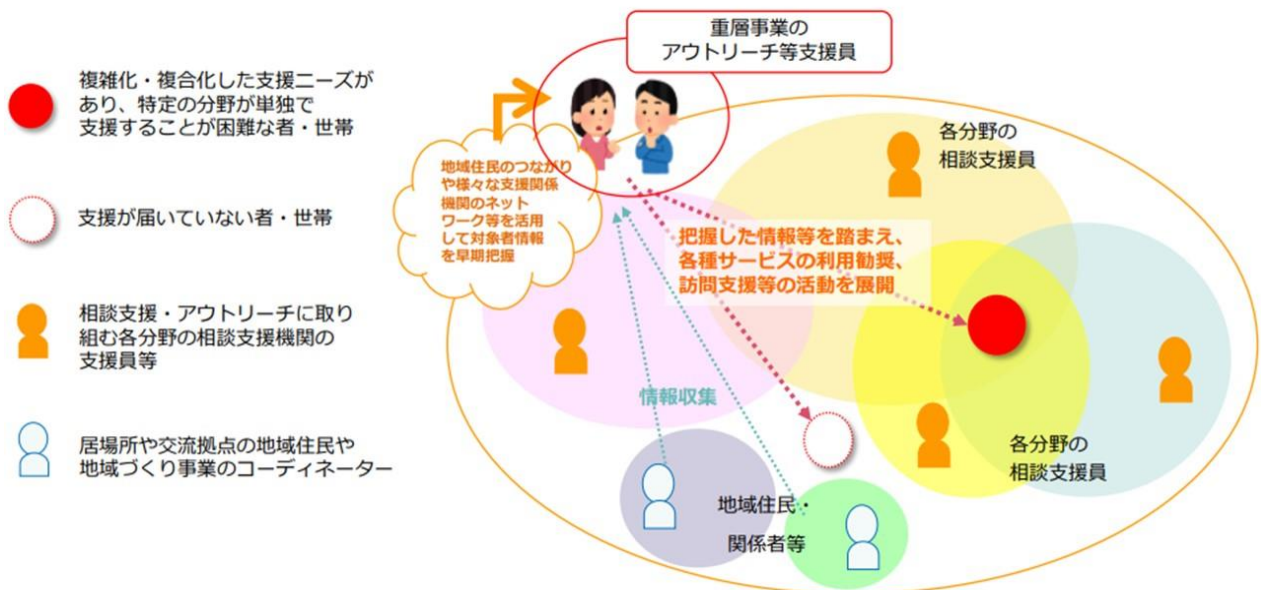 重層事業の
アウトリーチ等支援員
複雑化・複合化した支援ニーズが
あり、特定の分野が単独で
支援することが困難な者・世帯
支援が届いていない者・世帯
相談支援・アウトリーチに取り
組む各分野の相談支援機関の
支援員等
居場所や交流拠点の地域住民や
地域づくり事業のコーディネーター
地域住民のつながり
や様々な支援関係
機関のネット
ワーク等を活用
して対象者情報
を早期把握
各分野の
相談支援員
把握した情報等を踏まえ、
各種サービスの利用勧奨、
訪問支援等の活動を展開
情報収集
各分野の
相談支援員
地域住民・
関係者等